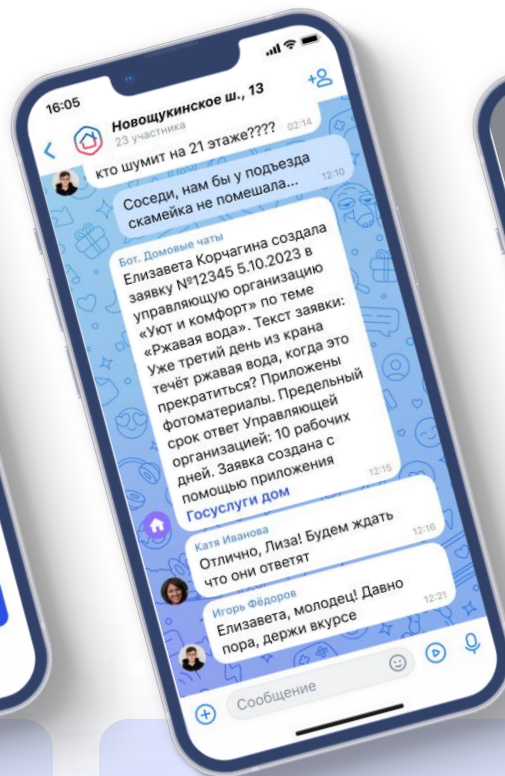 16:05
Новощукинское ш., 13
23 участника
кто шумит на 21 этаже???? 02:14
Соседи, нам бы у подъезда
скамейка не помешала... 12:10
Бот. Домовые чаты
Елизавета Корчагина создала
заявку №12345 5.10.2023 в
управляющую организацию
«Уют и комфорт» по теме
«Ржавая вода». Текст заявки:
Уже третий день из крана
течёт ржавая вода, когда это
прекратиться? Приложены
фотоматериалы. Предельный
срок ответ Управляющей
организацией: 10 рабочих
дней. Заявка создана с
помощью приложения
Госуслуги дом 12:15
Катя Иванова
Отлично, Лиза! Будем ждать
что они ответят 12:16
Игорь Фёдоров
Елизавета, молодец! Давно
пора, держи вкурсе 12:21
Сообщение